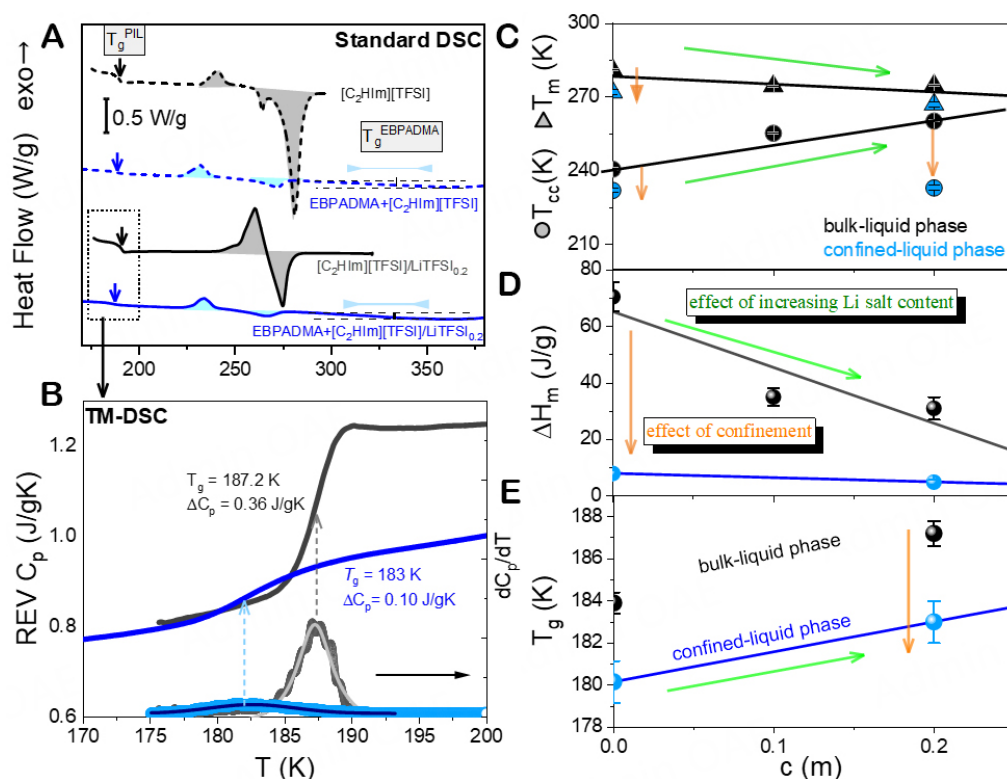 A
T_g^PIL
Standard DSC
exo→
Heat Flow (W/g)
0.5 W/g
[C₂HIm][TFSI]
T_g^EBPADMA
EBPADMA+[C₂HIm][TFSI]
[C₂HIm][TFSI]/LiTFSI₀.₂
EBPADMA+[C₂HIm][TFSI]/LiTFSI₀.₂
200 250 300 350
B
TM-DSC
REV Cₚ (J/gK)
1.2
1.0
0.8
0.6
T_g = 187.2 K
ΔCₚ = 0.36 J/gK
T_g = 183 K
ΔCₚ = 0.10 J/gK
dCₚ/dT
170 175 180 185 190 195 200
T (K)
C
T_cc(K) T_m (K)
300
270
240
210
bulk-liquid phase
confined-liquid phase
D
ΔH_m (J/g)
80
60
40
20
0
effect of increasing Li salt content
effect of confinement
E
T_g (K)
188
186
184
182
180
178
bulk-liquid phase
confined-liquid phase
0.0 0.1 0.2
c (m)